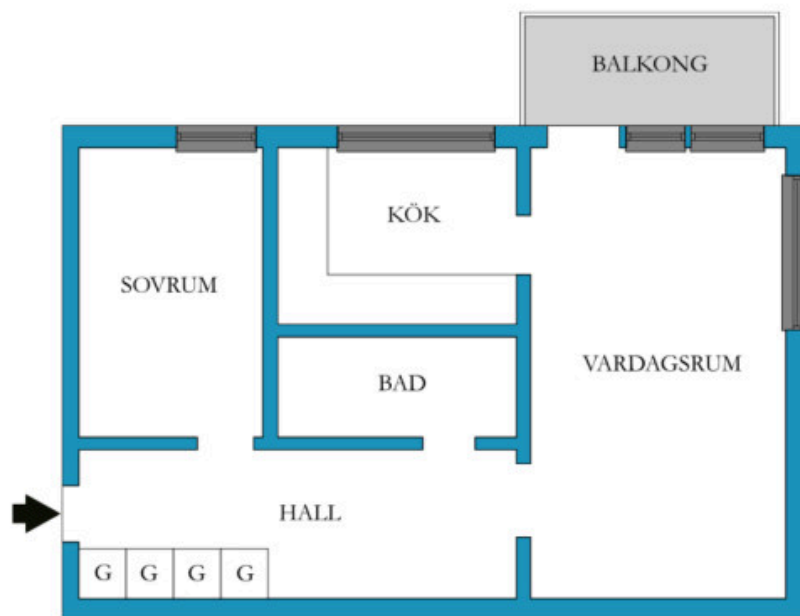 BALKONG
KÖK
SOVRUM
VARDAGSRUM
BAD
HALL
G G G G